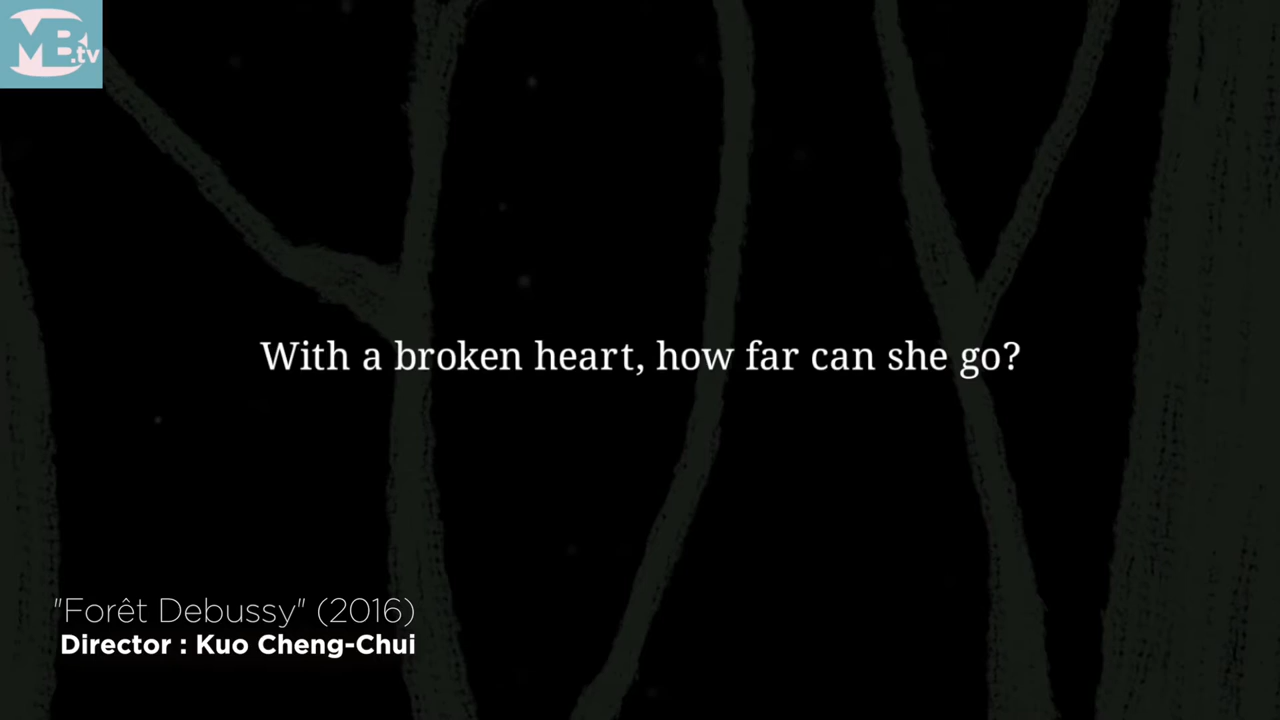 MB.tv
With a broken heart, how far can she go?
"Forêt Debussy" (2016)
Director : Kuo Cheng-Chui